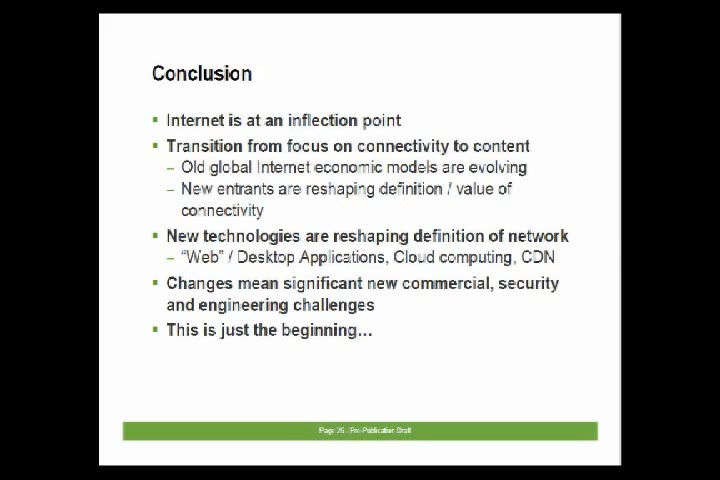 Conclusion
▪ Internet is at an inflection point
▪ Transition from focus on connectivity to content
– Old global Internet economic models are evolving
– New entrants are reshaping definition / value of
connectivity
▪ New technologies are reshaping definition of network
– “Web” / Desktop Applications, Cloud computing, CDN
▪ Changes mean significant new commercial, security
and engineering challenges
▪ This is just the beginning…
Page 26 - Pre-Publication Draft